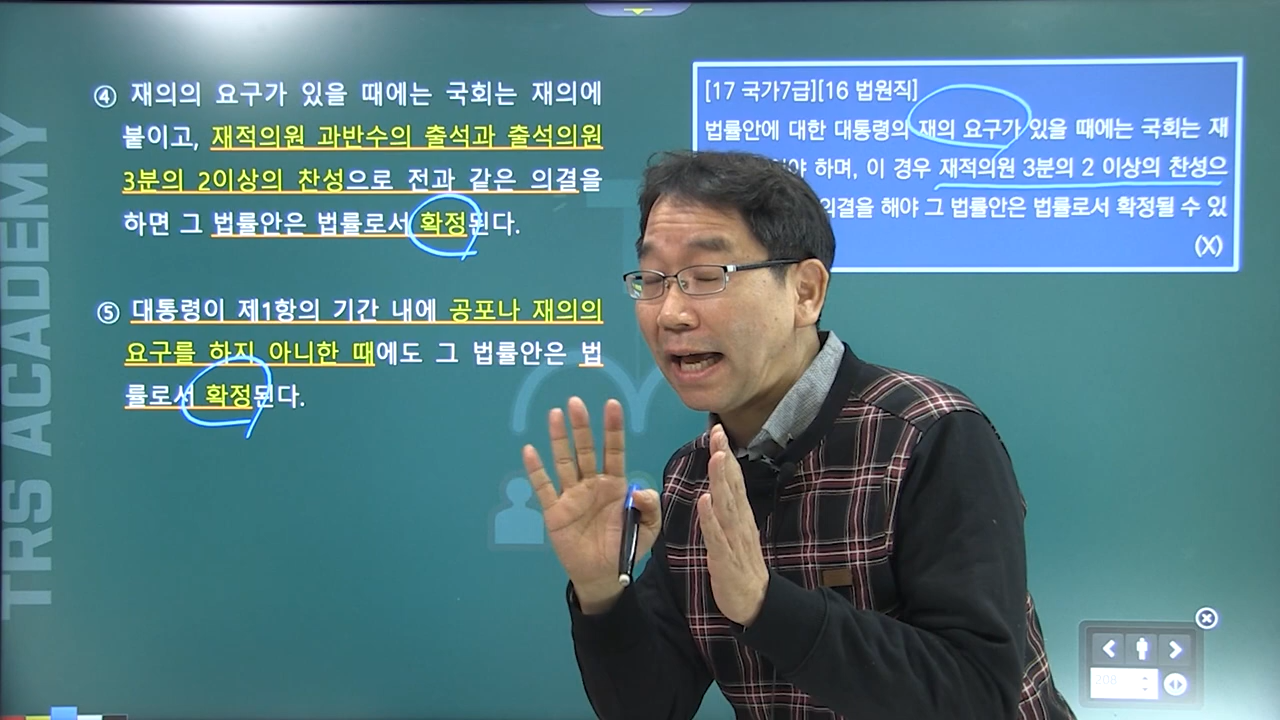 ④ 재의의 요구가 있을 때에는 국회는 재의에
붙이고, 재적의원 과반수의 출석과 출석의원
3분의 2이상의 찬성으로 전과 같은 의결을
하면 그 법률안은 법률로서 확정된다.
⑤ 대통령이 제1항의 기간 내에 공포나 재의의
요구를 하지 아니한 때에도 그 법률안은 법
률로서 확정된다.
[17 국가7급][16 법원직]
법률안에 대한 대통령의 재의 요구가 있을 때에는 국회는 재
하며, 이 경우 재적의원 3분의 2 이상의 찬성으
의결을 해야 그 법률안은 법률로서 확정될 수 있
(X)
TRS ACADEMY
208